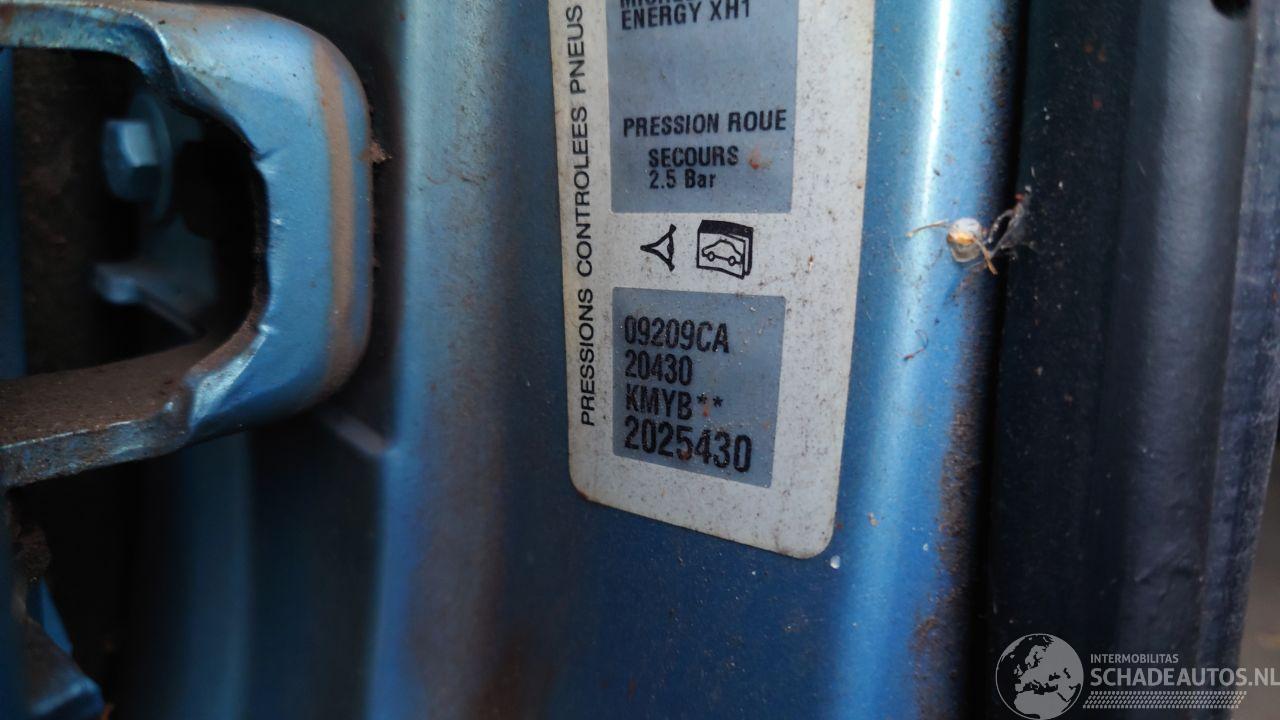 ENERGY XH1
PRESSION ROUE
SECOURS
2.5 Bar
PRESSIONS CONTROLEES PNEUS
09209CA
20430
KMYB**
2025430
INTERMOBILITAS
SCHADEAUTOS.NL